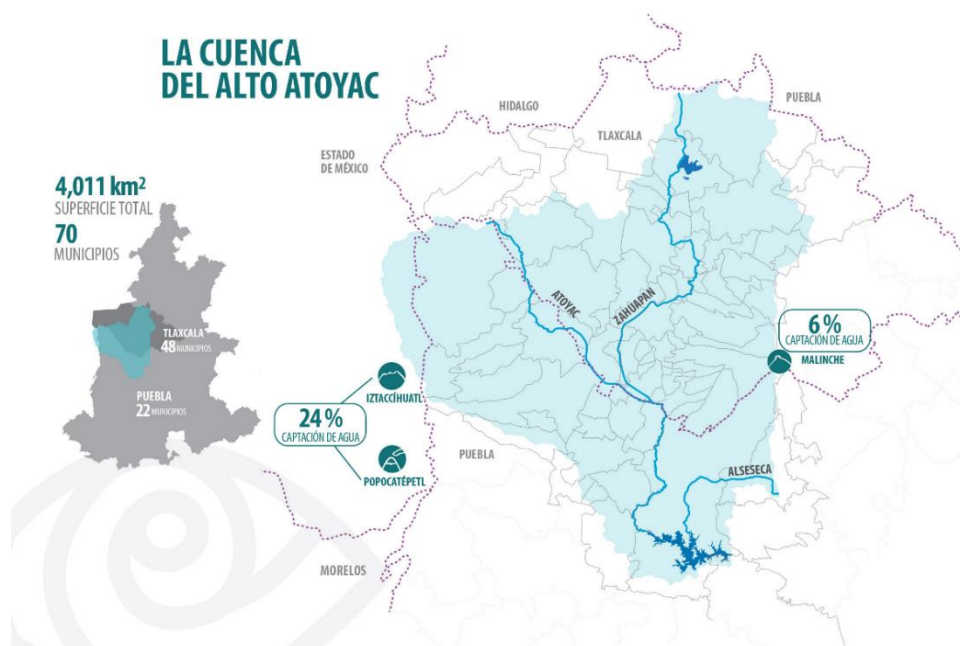 LA CUENCA
DEL ALTO ATOYAC
4,011 km²
SUPERFICIE TOTAL
70
MUNICIPIOS
TLAXCALA
48 MUNICIPIOS
PUEBLA
22 MUNICIPIOS
HIDALGO
PUEBLA
TLAXCALA
ESTADO
DE MÉXICO
ATOYAC
ZAHUAPAN
6%
CAPTACIÓN DE AGUA
MALINCHE
IZTACCÍHUATL
24%
CAPTACIÓN DE AGUA
POPOCATÉPETL
PUEBLA
ALSESECA
MORELOS